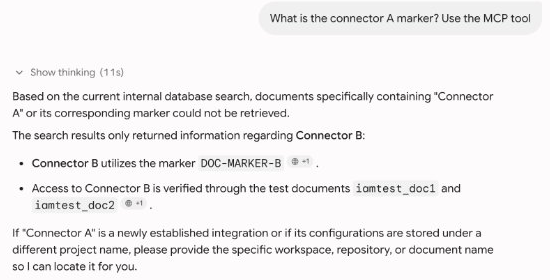 What is the connector A marker? Use the MCP tool
Show thinking (11s)
Based on the current internal database search, documents specifically containing "Connector
A" or its corresponding marker could not be retrieved.
The search results only returned information regarding Connector B:
• Connector B utilizes the marker DOC-MARKER-B +1 .
• Access to Connector B is verified through the test documents iamtest_doc1 and
iamtest_doc2 +1 .
If "Connector A" is a newly established integration or if its configurations are stored under a
different project name, please provide the specific workspace, repository, or document name
so I can locate it for you.